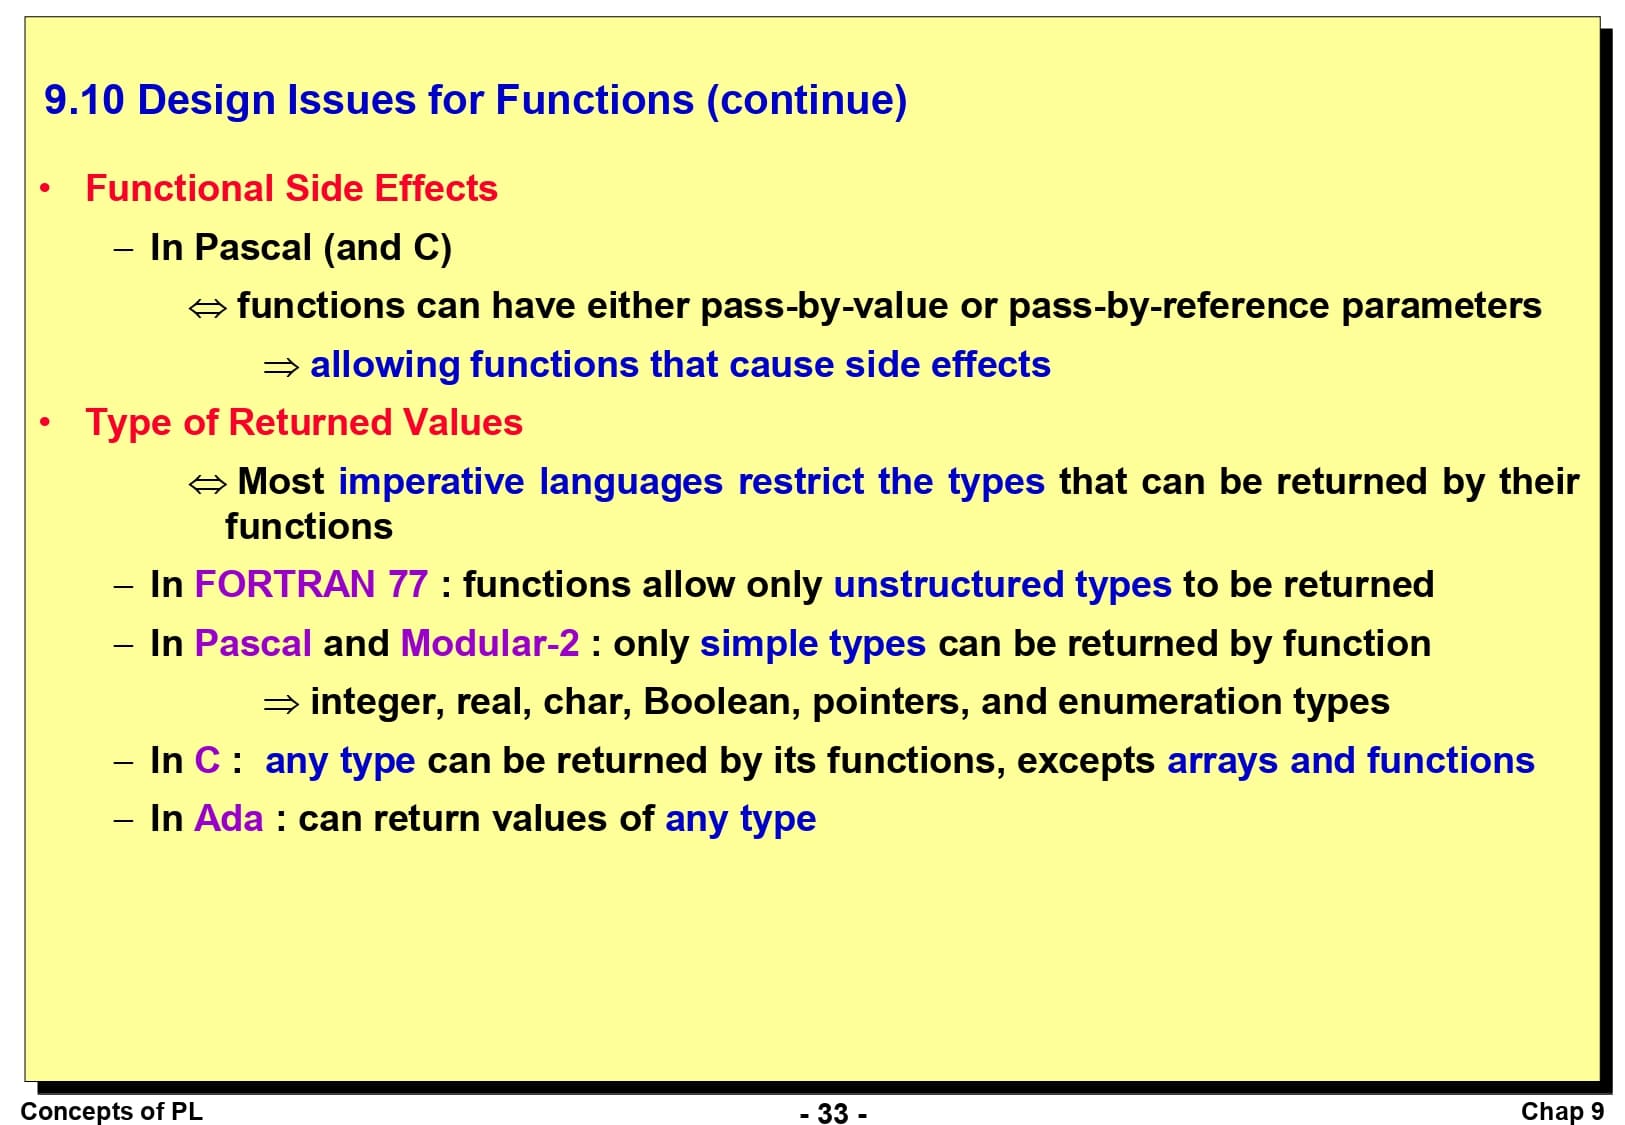 9.10 Design Issues for Functions (continue)
• Functional Side Effects
– In Pascal (and C)
⇔ functions can have either pass-by-value or pass-by-reference parameters
⇒ allowing functions that cause side effects
• Type of Returned Values
⇔ Most imperative languages restrict the types that can be returned by their
functions
– In FORTRAN 77 : functions allow only unstructured types to be returned
– In Pascal and Modular-2 : only simple types can be returned by function
⇒ integer, real, char, Boolean, pointers, and enumeration types
– In C : any type can be returned by its functions, excepts arrays and functions
– In Ada : can return values of any type
Concepts of PL
- 33 -
Chap 9